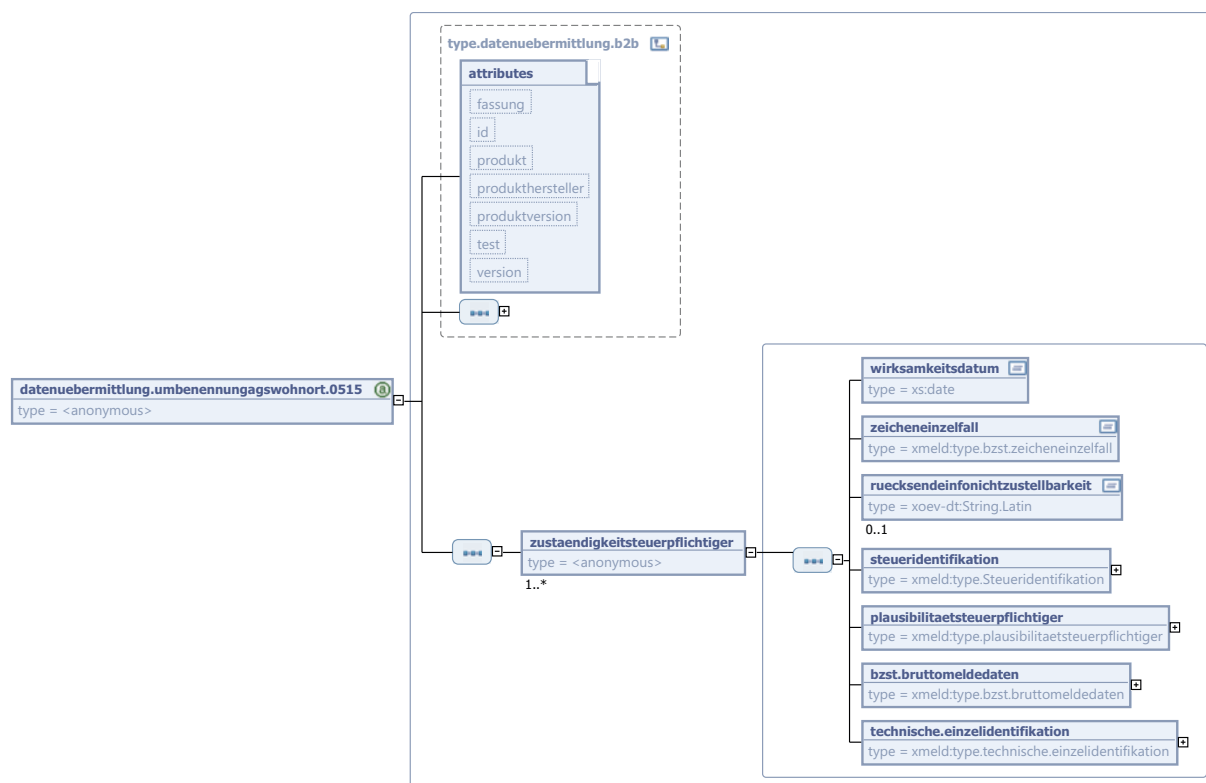 type.datenuebermittlung.b2b
attributes
fassung
id
produkt
produkthersteller
produktversion
test
version
datenuebermittlung.umbenennungagswohnort.0515
type = <anonymous>
zustaendigkeitsteuerpflichtiger
type = <anonymous>
1..*
wirksamkeitsdatum
type = xs:date
zeicheneinzelfall
type = xmeld:type.bzst.zeicheneinzelfall
ruecksendeinfonichtzustellbarkeit
type = xoev-dt:String.Latin
0..1
steueridentifikation
type = xmeld:type.Steueridentifikation
plausibilitaetsteuerpflichtiger
type = xmeld:type.plausibilitaetsteuerpflichtiger
bzst.bruttomeldedaten
type = xmeld:type.bzst.bruttomeldedaten
technische.einzelidentifikation
type = xmeld:type.technische.einzelidentifikation